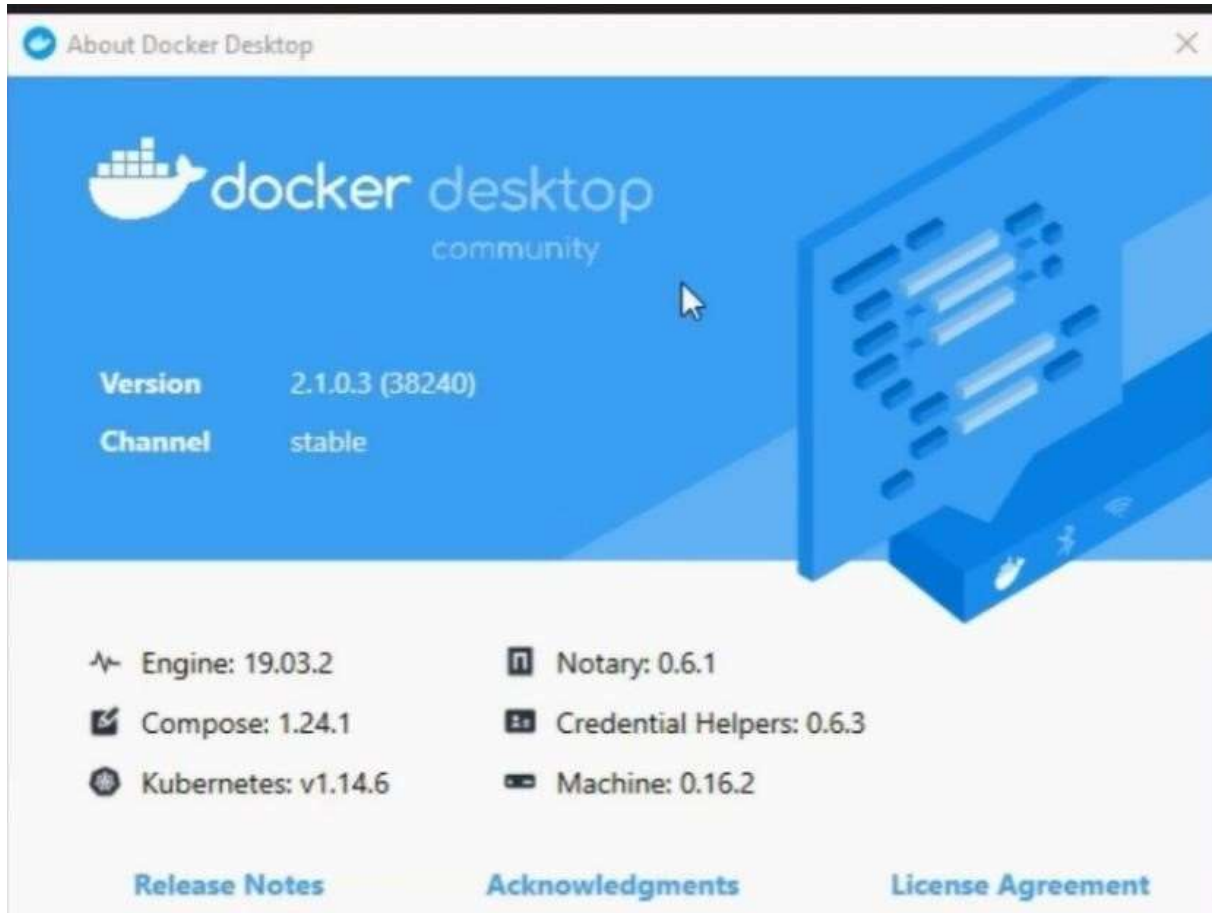 About Docker Desktop
docker desktop
community
Version 2.1.0.3 (38240)
Channel stable
Engine: 19.03.2
Notary: 0.6.1
Compose: 1.24.1
Credential Helpers: 0.6.3
Kubernetes: v1.14.6
Machine: 0.16.2
Release Notes
Acknowledgments
License Agreement